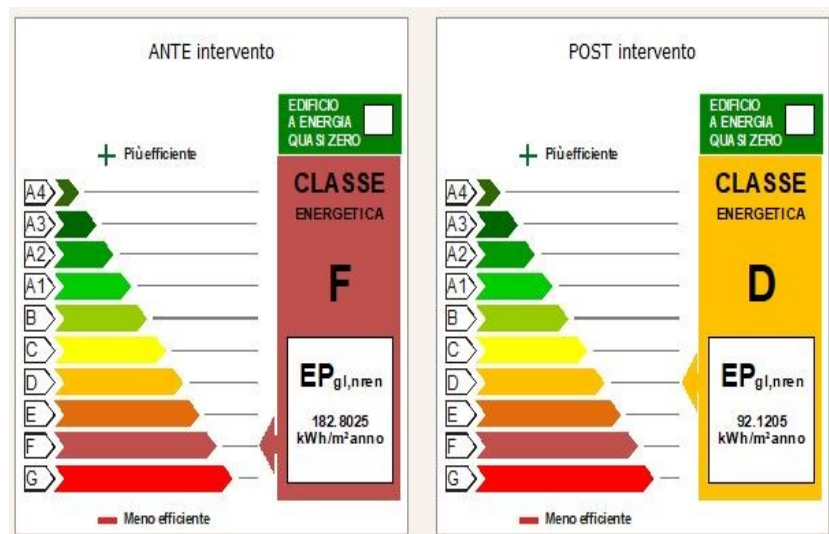 ANTE intervento
EDIFICIO
A ENERGIA
QUASI ZERO
Più efficiente
CLASSE
ENERGETICA
F
A4
A3
A2
A1
B
C
D
E
F
G
EPgl,nren
182.8025
kWh/m²anno
Meno efficiente
POST intervento
EDIFICIO
A ENERGIA
QUASI ZERO
Più efficiente
CLASSE
ENERGETICA
D
A4
A3
A2
A1
B
C
D
E
F
G
EPgl,nren
92.1205
kWh/m²anno
Meno efficiente